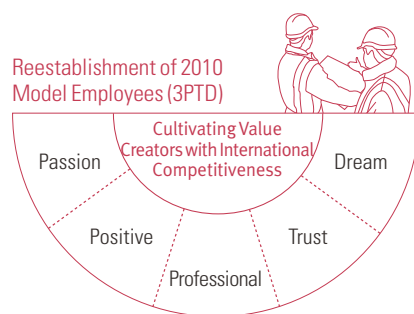 Reestablishment of 2010
Model Employees (3PTD)
Cultivating Value
Creators with International
Competitiveness
Passion
Positive
Professional
Trust
Dream